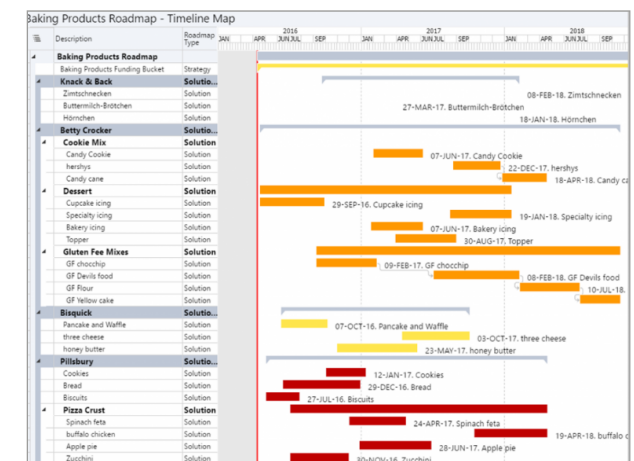 Baking Products Roadmap - Timeline Map
2016 2017 2018
Description Roadmap Type JAN APR JUN JUL SEP JAN APR JUN JUL SEP JAN APR JUN JUL SEP
Baking Products Roadmap
Baking Products Funding Bucket Strategy
Knack & Back Solutio...
Zimtschnecken Solution 08-FEB-18. Zimtschnecken
Buttermilch-Brötchen Solution 27-MAR-17. Buttermilch-Brötchen
Hörnchen Solution 18-JAN-18. Hörnchen
Betty Crocker Solutio...
Cookie Mix Solution
Candy Cookie Solution 07-JUN-17. Candy Cookie
hershys Solution 22-DEC-17. hershys
Candy cane Solution 18-APR-18. Candy ca
Dessert Solution
Cupcake icing Solution 29-SEP-16. Cupcake icing
Specialty icing Solution 19-JAN-18. Specialty icing
Bakery icing Solution 07-JUN-17. Bakery icing
Topper Solution 30-AUG-17. Topper
Gluten Fee Mixes Solution
GF chocchip Solution 09-FEB-17. GF chocchip
GF Devils food Solution 08-FEB-18. GF Devils food
GF Flour Solution 10-JUL-18.
GF Yellow cake Solution
Bisquick Solutio...
Pancake and Waffle Solution 07-OCT-16. Pancake and Waffle
three cheese Solution 03-OCT-17. three cheese
honey butter Solution 23-MAY-17. honey butter
Pillsbury Solutio...
Cookies Solution 12-JAN-17. Cookies
Bread Solution 29-DEC-16. Bread
Biscuits Solution 27-JUL-16. Biscuits
Pizza Crust Solution
Spinach feta Solution 24-APR-17. Spinach feta
buffalo chicken Solution 19-APR-18. buffalo c
Apple pie Solution 28-JUN-17. Apple pie
Zucchini Solution 30-NOV-16. Zucchini